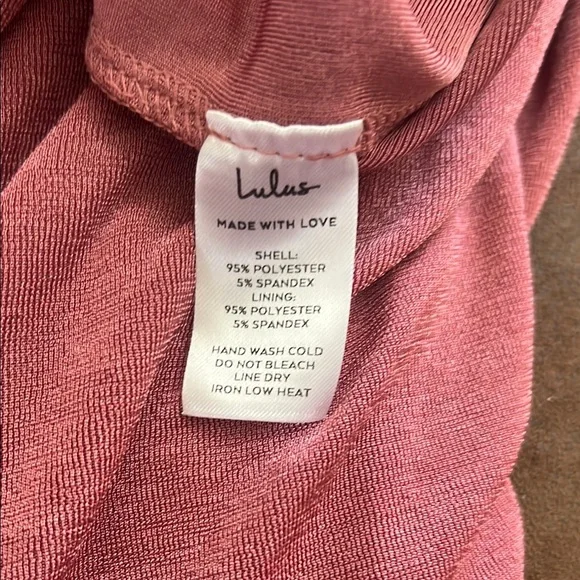 Lulus
MADE WITH LOVE
SHELL:
95% POLYESTER
5% SPANDEX
LINING:
95% POLYESTER
5% SPANDEX
HAND WASH COLD
DO NOT BLEACH
LINE DRY
IRON LOW HEAT